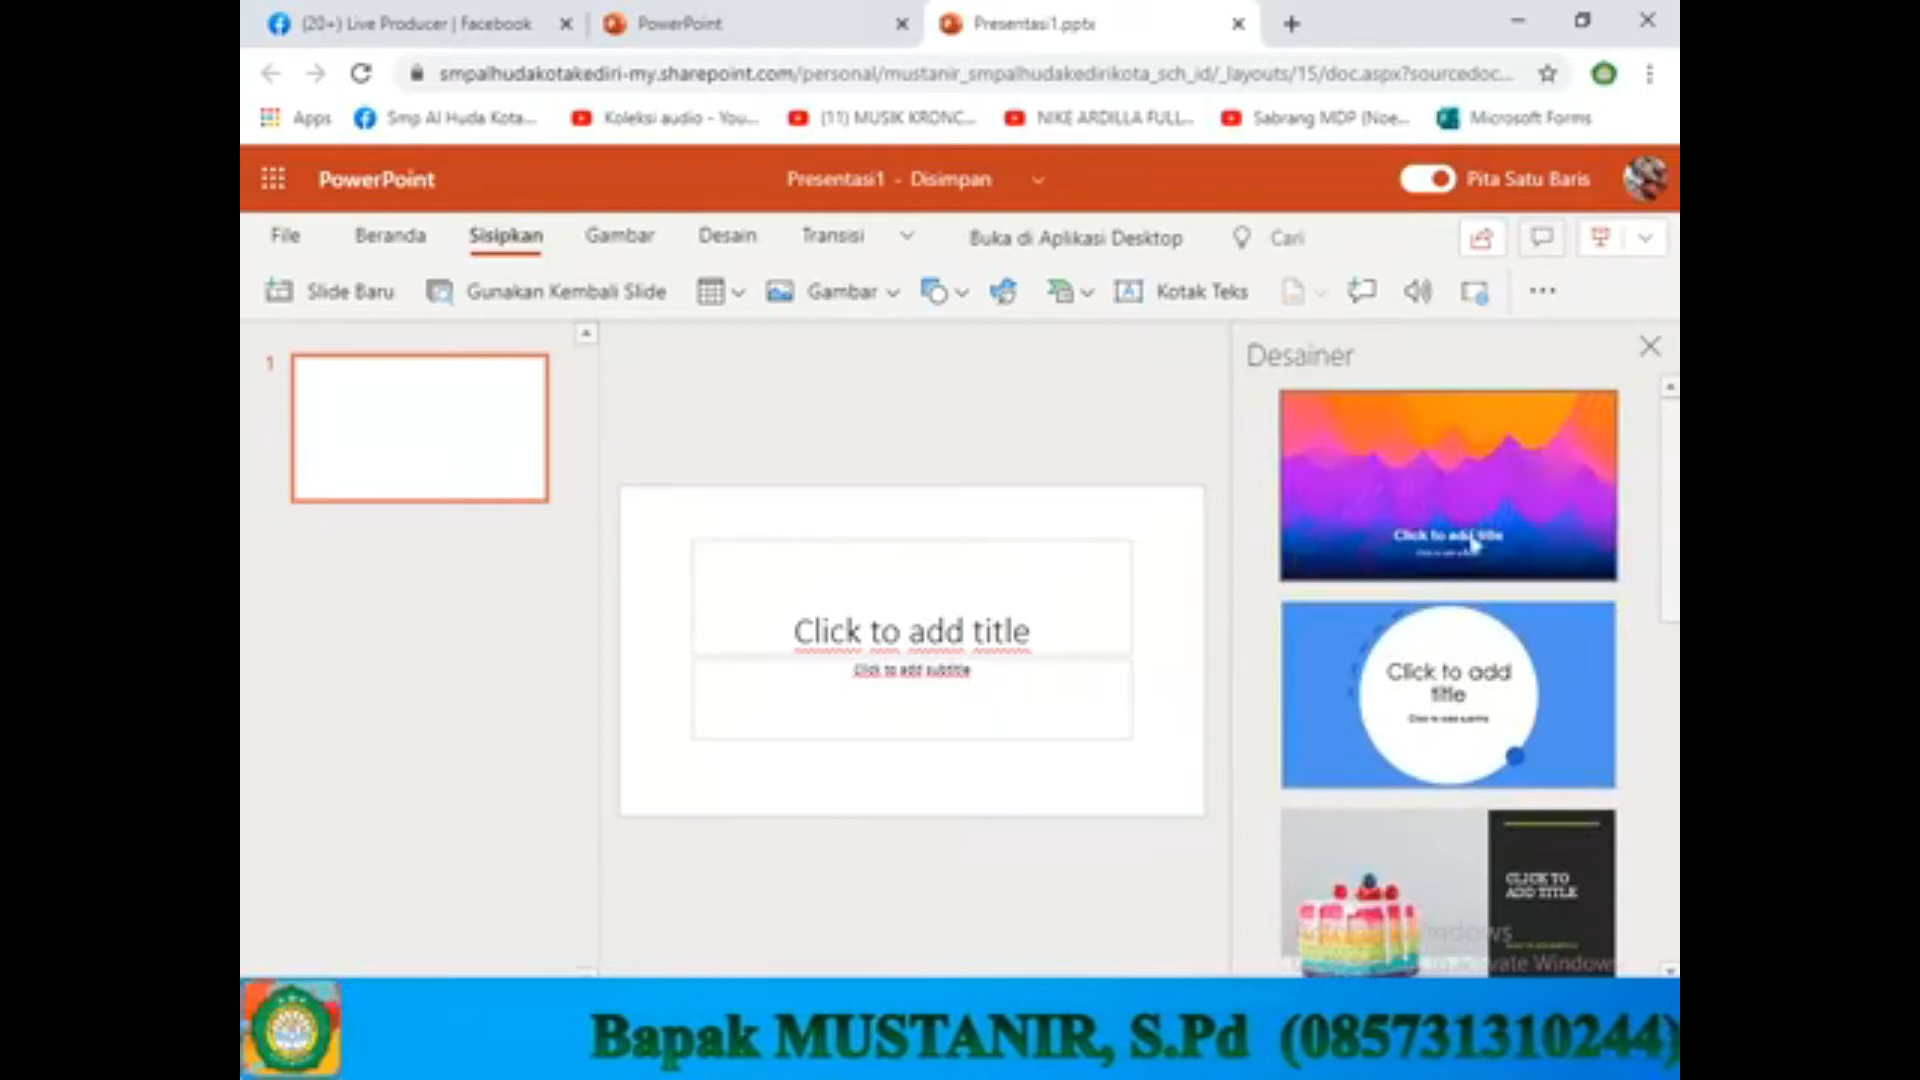 (20+) Live Producer | Facebook
PowerPoint
Presentasi1.pptx
smpalhudakotakediri-my.sharepoint.com/personal/mustanir_smpalhudakedirikota_sch_id/_layouts/15/doc.aspx?sourcedoc...
Apps
Smp Al Huda Kota...
Koleksi audio - You...
(11) MUSIK KRONC...
NIKE ARDILLA FULL...
Sabrang MDP (Noe...
Microsoft Forms
PowerPoint
Presentasi1 - Disimpan
Pita Satu Baris
File
Beranda
Sisipkan
Gambar
Desain
Transisi
Buka di Aplikasi Desktop
Cari
Slide Baru
Gunakan Kembali Slide
Gambar
Kotak Teks
1
Click to add title
Click to add subtitle
Desainer
Click to add title
Click to add
title
Click to add subtitle
CLICK TO
ADD TITLE
Bapak MUSTANIR, S.Pd (085731310244)